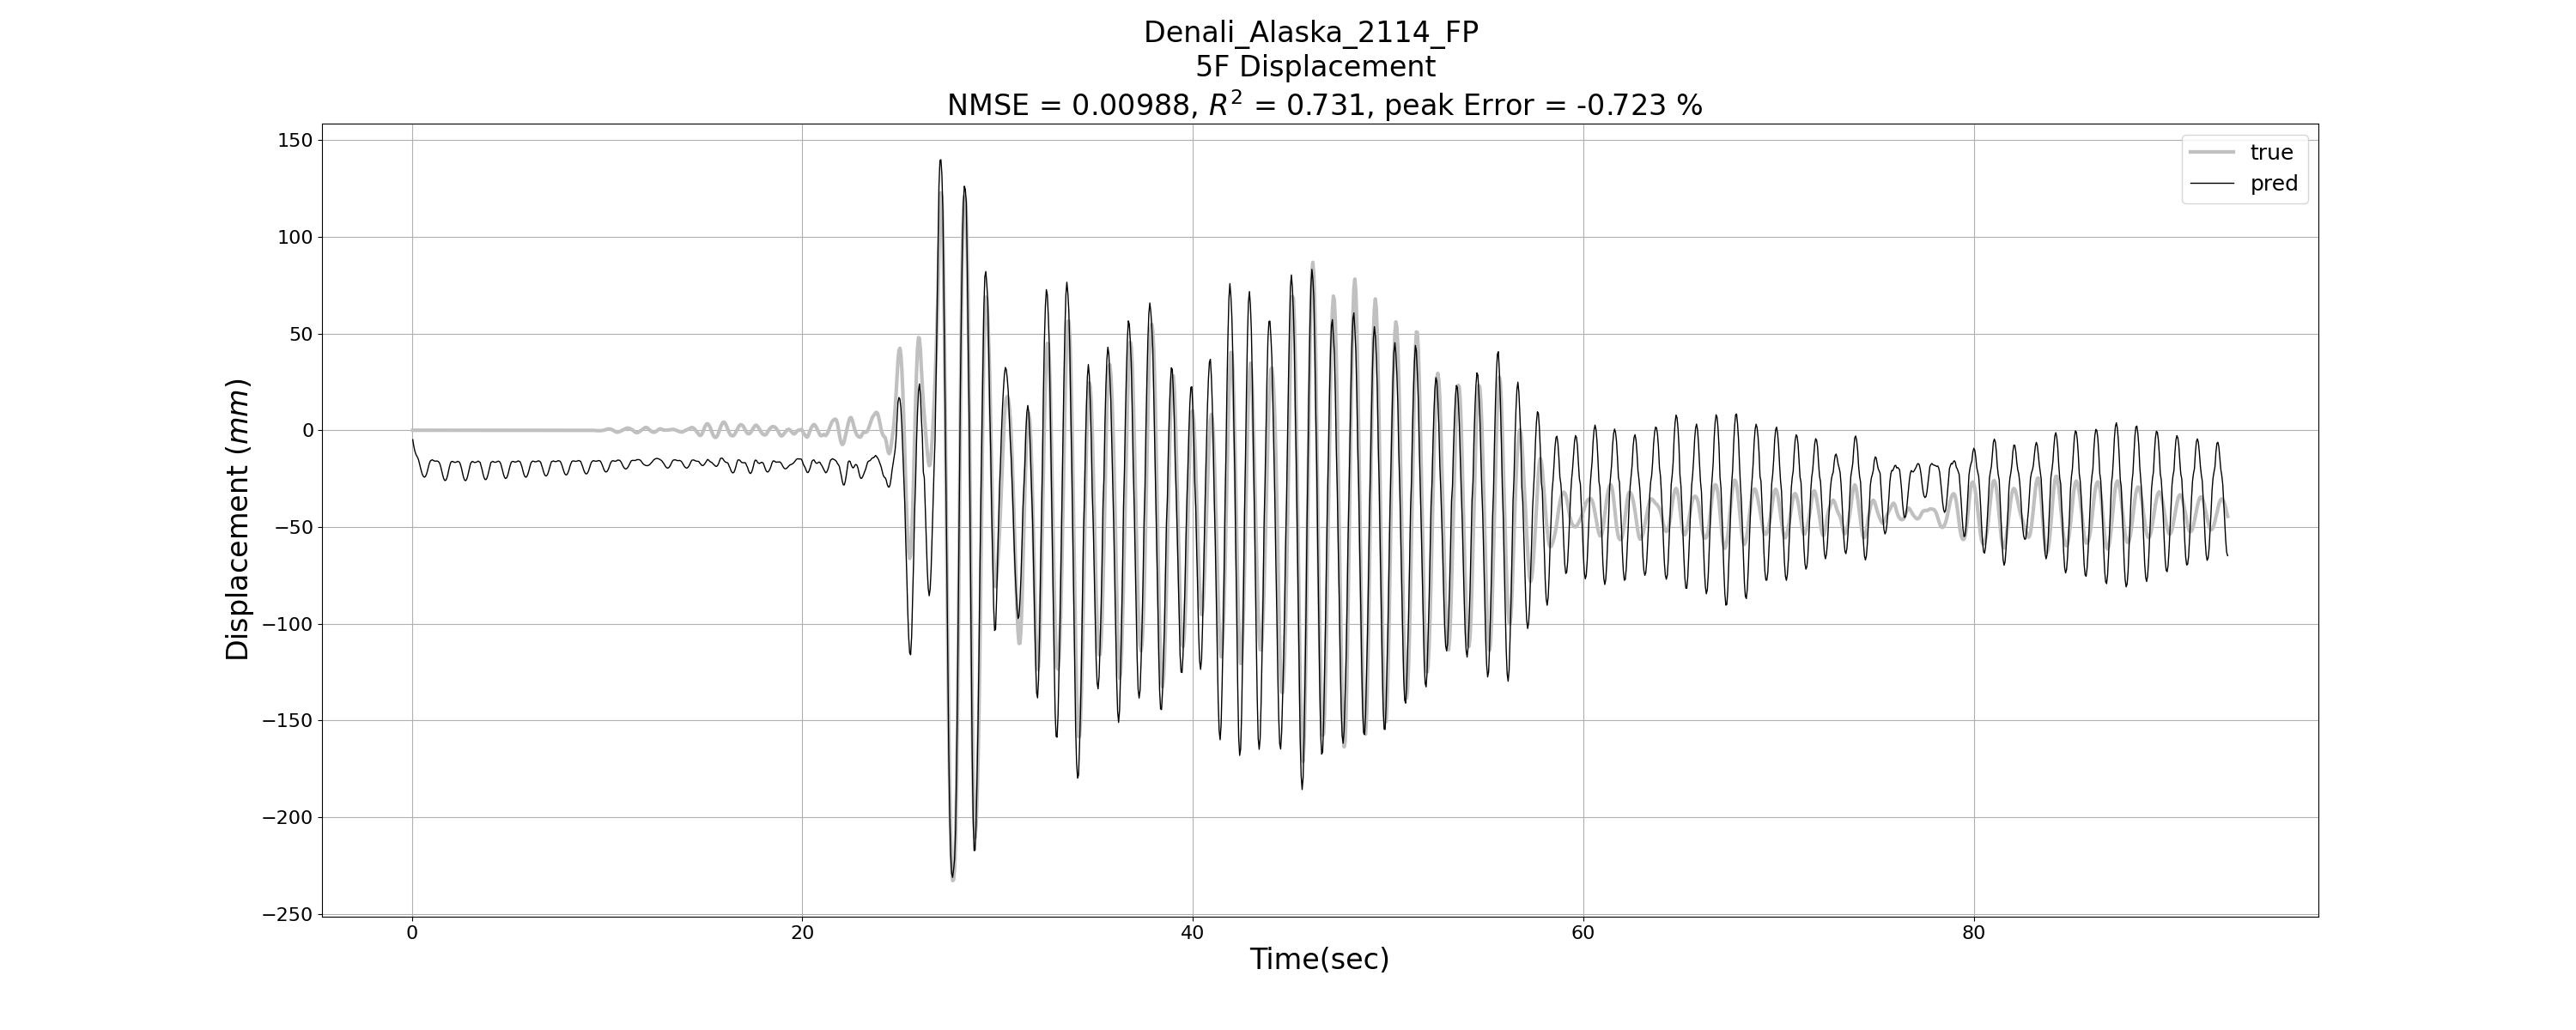 Denali_Alaska_2114_FP
5F Displacement
NMSE = 0.00988, R² = 0.731, peak Error = -0.723 %
true
pred
150
100
50
0
−50
−100
−150
−200
−250
Displacement (mm)
0
20
40
60
80
Time(sec)